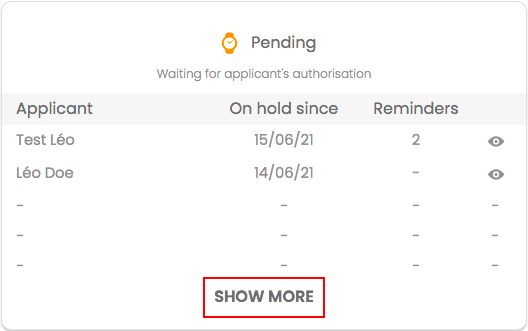 Pending
Waiting for applicant's authorisation
Applicant On hold since Reminders
Test Léo 15/06/21 2
Léo Doe 14/06/21 -
- - - -
- - - -
- - - -
SHOW MORE